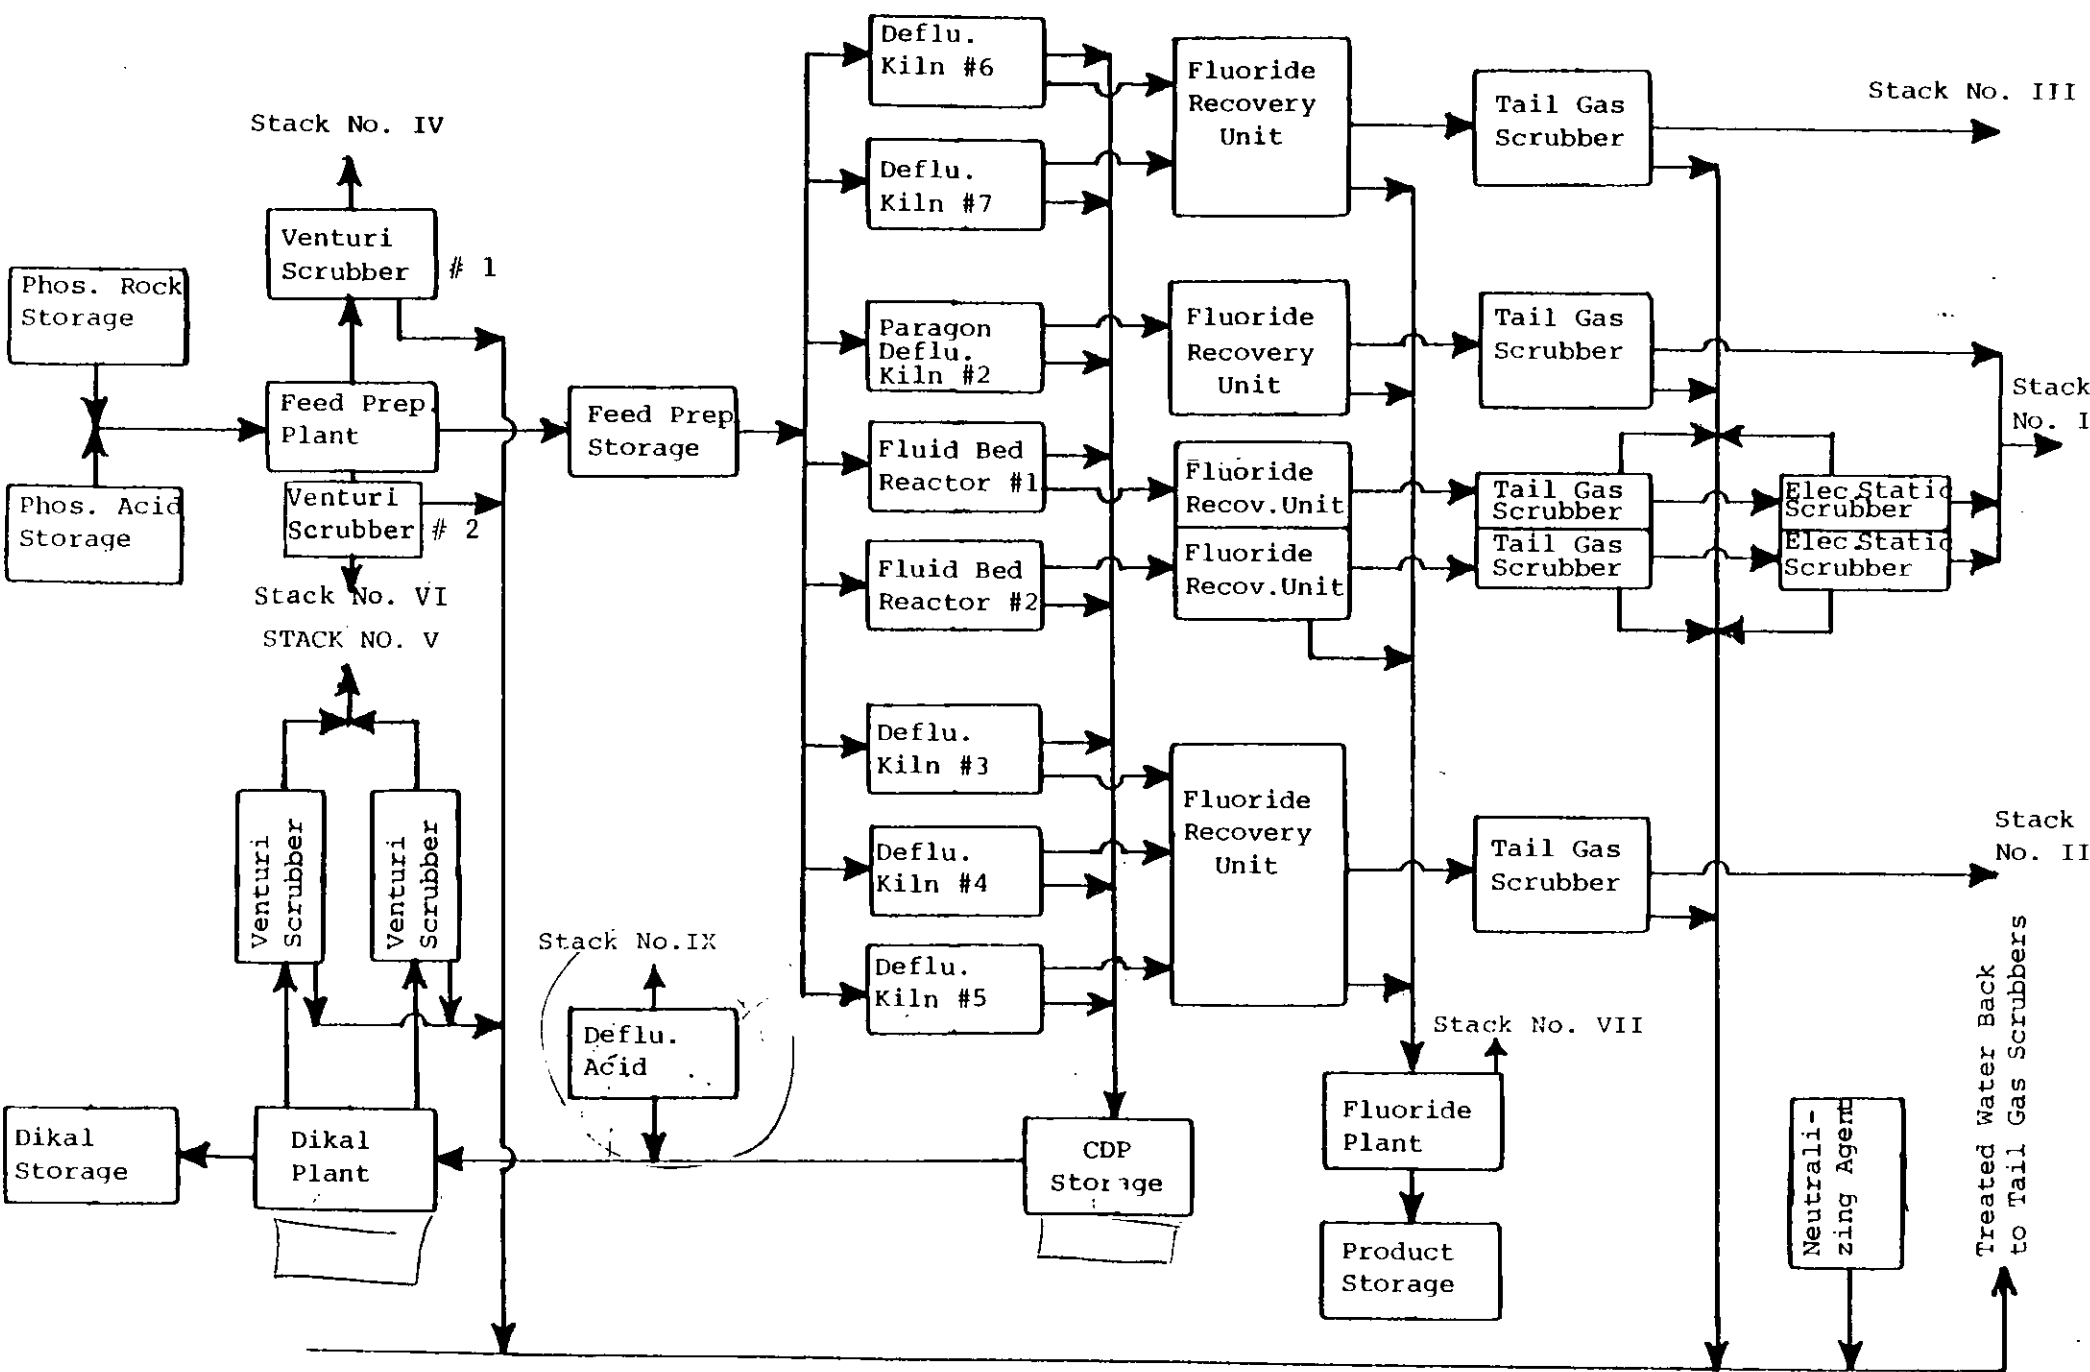 Deflu.
Kiln #6
Fluoride
Recovery
Unit
Tail Gas
Scrubber
Stack No. III
Stack No. IV
Deflu.
Kiln #7
Venturi
Scrubber
# 1
Phos. Rock
Storage
Paragon
Deflu.
Kiln #2
Fluoride
Recovery
Unit
Tail Gas
Scrubber
Stack
No. I
Feed Prep.
Plant
Feed Prep
Storage
Fluid Bed
Reactor #1
Fluoride
Recov.Unit
Tail Gas
Scrubber
Elec.Static
Scrubber
Phos. Acid
Storage
Venturi
Scrubber
# 2
Fluid Bed
Reactor #2
Fluoride
Recov.Unit
Tail Gas
Scrubber
Elec.Static
Scrubber
Stack No. VI
STACK NO. V
Deflu.
Kiln #3
Fluoride
Recovery
Unit
Venturi
Scrubber
Venturi
Scrubber
Deflu.
Kiln #4
Tail Gas
Scrubber
Stack
No. II
Stack No.IX
Deflu.
Kiln #5
Deflu.
Acid
Stack No. VII
Treated Water Back
to Tail Gas Scrubbers
Dikal
Storage
Dikal
Plant
CDP
Storage
Fluoride
Plant
Neutrali-
zing Agent
Product
Storage